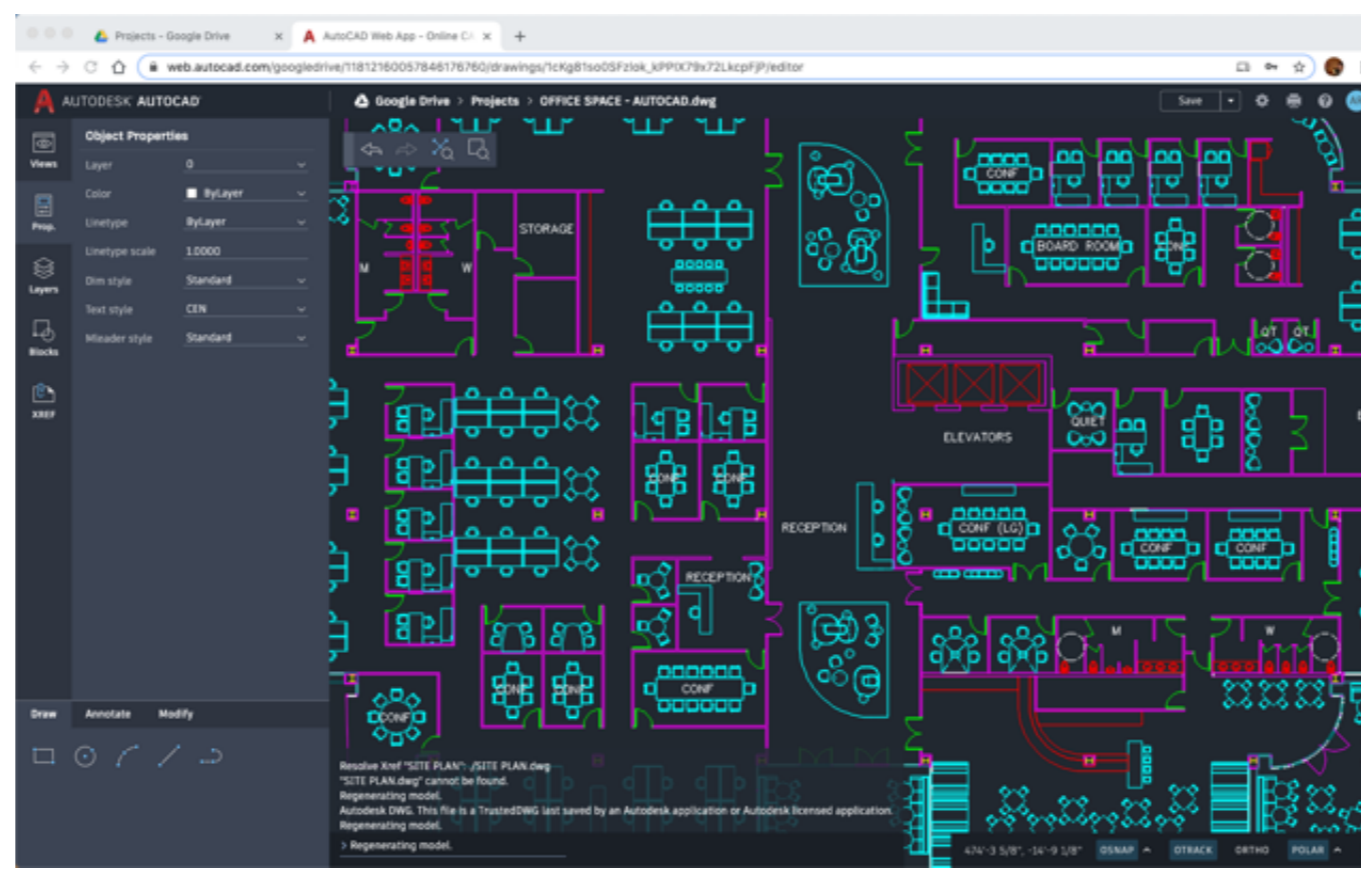 Projects - Google Drive
AutoCAD Web App - Online CA
web.autocad.com/googledrive/11812160057846176760/drawings/1cKg81so0SFzlok_kPPIX79x72LkcpFjP/editor
AUTODESK AUTOCAD
Google Drive > Projects > OFFICE SPACE - AUTOCAD.dwg
Save
Views
Prop.
Layers
Blocks
XREF
Object Properties
Layer 0
Color ByLayer
Linetype ByLayer
Linetype scale 1.0000
Dim style Standard
Text style CEN
Mleader style Standard
Draw Annotate Modify
STORAGE
M W
CONF
BOARD ROOM
CONF
QT. QT.
ELEVATORS
QUIET
CONF CONF
RECEPTION
CONF (LG)
CONF CONF
RECEPTION
M W
CONF CONF
CONF
CONF
Resolve Xref "SITE PLAN": ./SITE PLAN.dwg
"SITE PLAN.dwg" cannot be found.
Regenerating model.
Autodesk DWG. This file is a TrustedDWG last saved by an Autodesk application or Autodesk licensed application.
Regenerating model.
> Regenerating model.
474'-3 5/8", -14'-9 1/8" OSNAP OTRACK ORTHO POLAR